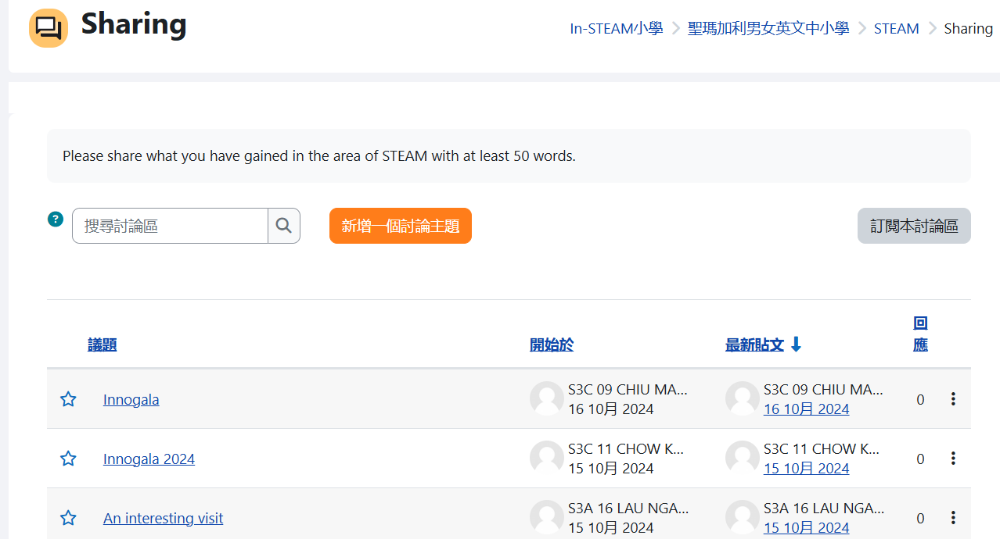 Sharing
In-STEAM小學 > 聖瑪加利男女英文中小學 > STEAM > Sharing
Please share what you have gained in the area of STEAM with at least 50 words.
? 搜尋討論區 新增一個討論主題 訂閱本討論區
議題 開始於 最新貼文 ↓ 回應
Innogala S3C 09 CHIU MA... S3C 09 CHIU MA... 0
16 10月 2024 16 10月 2024
Innogala 2024 S3C 11 CHOW K... S3C 11 CHOW K... 0
15 10月 2024 15 10月 2024
An interesting visit S3A 16 LAU NGA... S3A 16 LAU NGA... 0
15 10月 2024 15 10月 2024